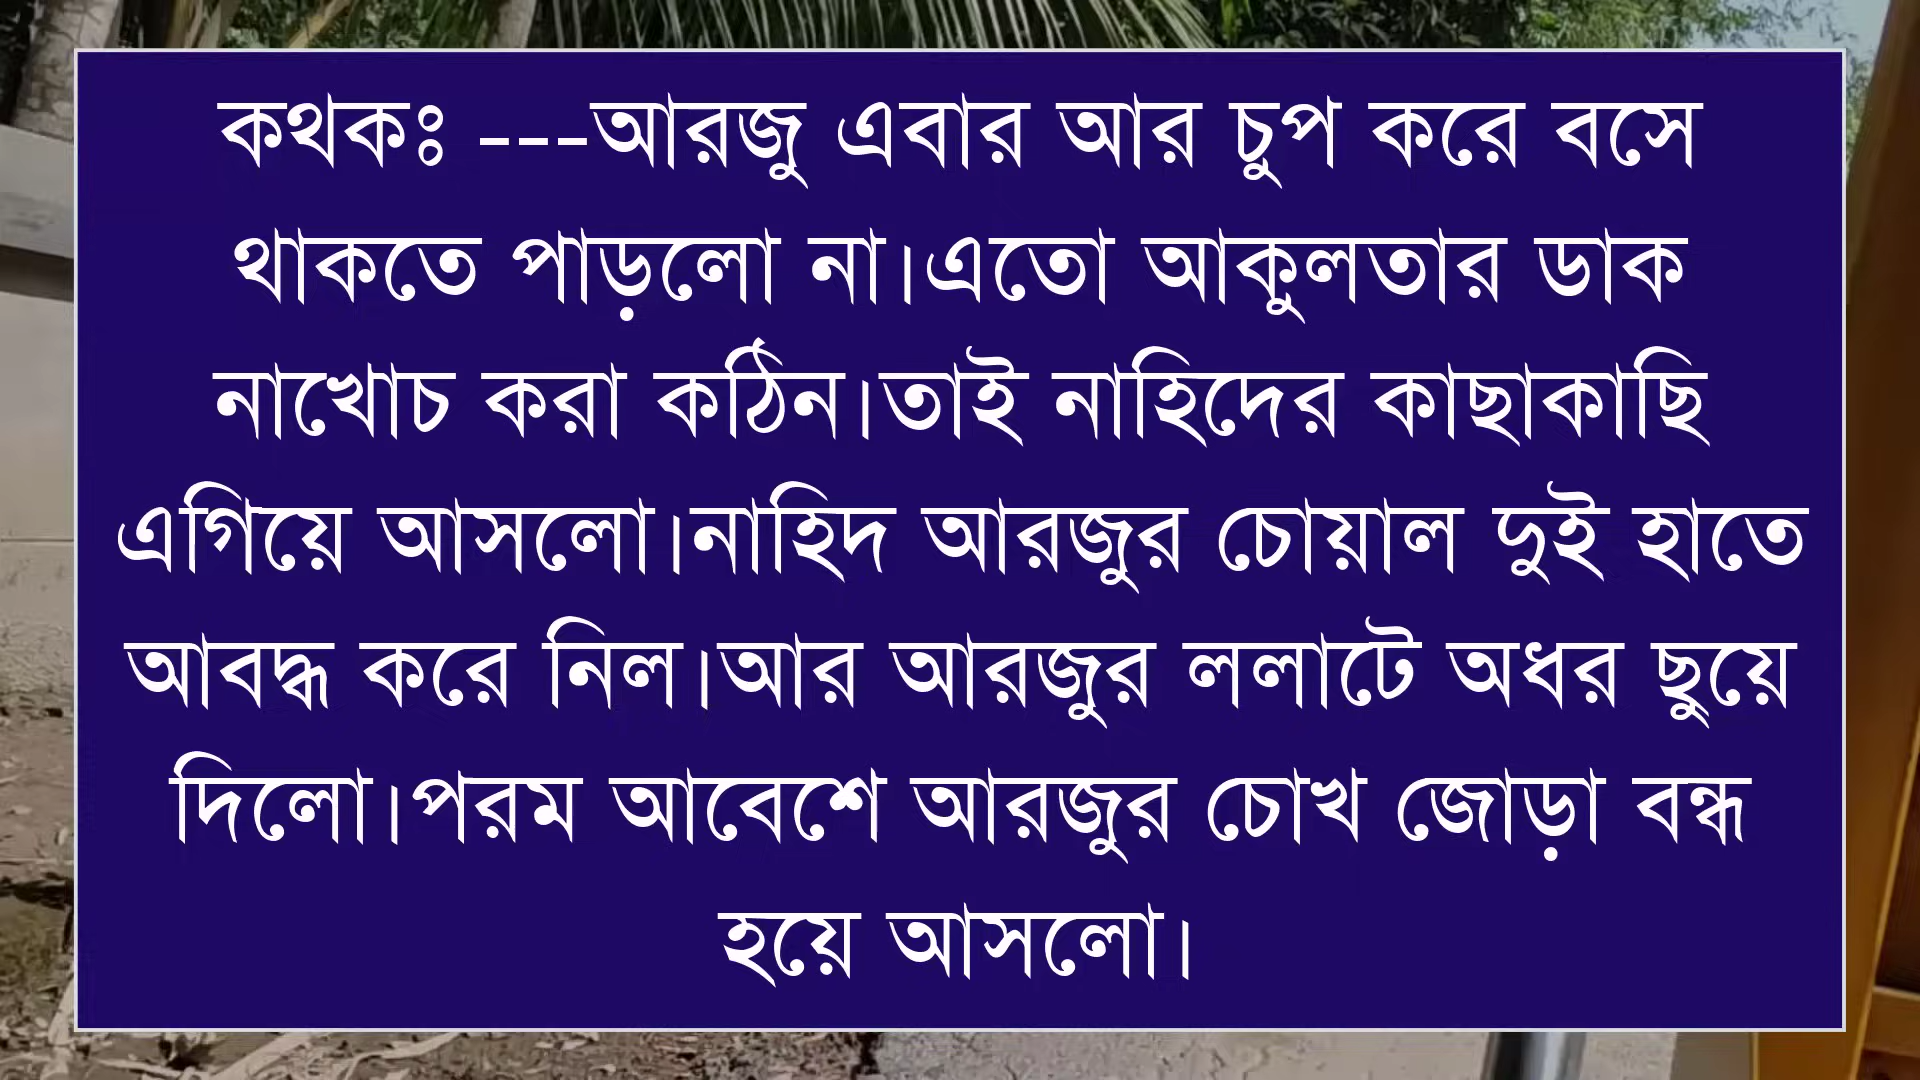 কথকঃ ---আরজু এবার আর চুপ করে বসে
থাকতে পাড়লো না।এতো আকুলতার ডাক
নাখোচ করা কঠিন।তাই নাহিদের কাছাকাছি
এগিয়ে আসলো।নাহিদ আরজুর চোয়াল দুই হাতে
আবদ্ধ করে নিল।আর আরজুর ললাটে অধর ছুয়ে
দিলো।পরম আবেশে আরজুর চোখ জোড়া বন্ধ
হয়ে আসলো।